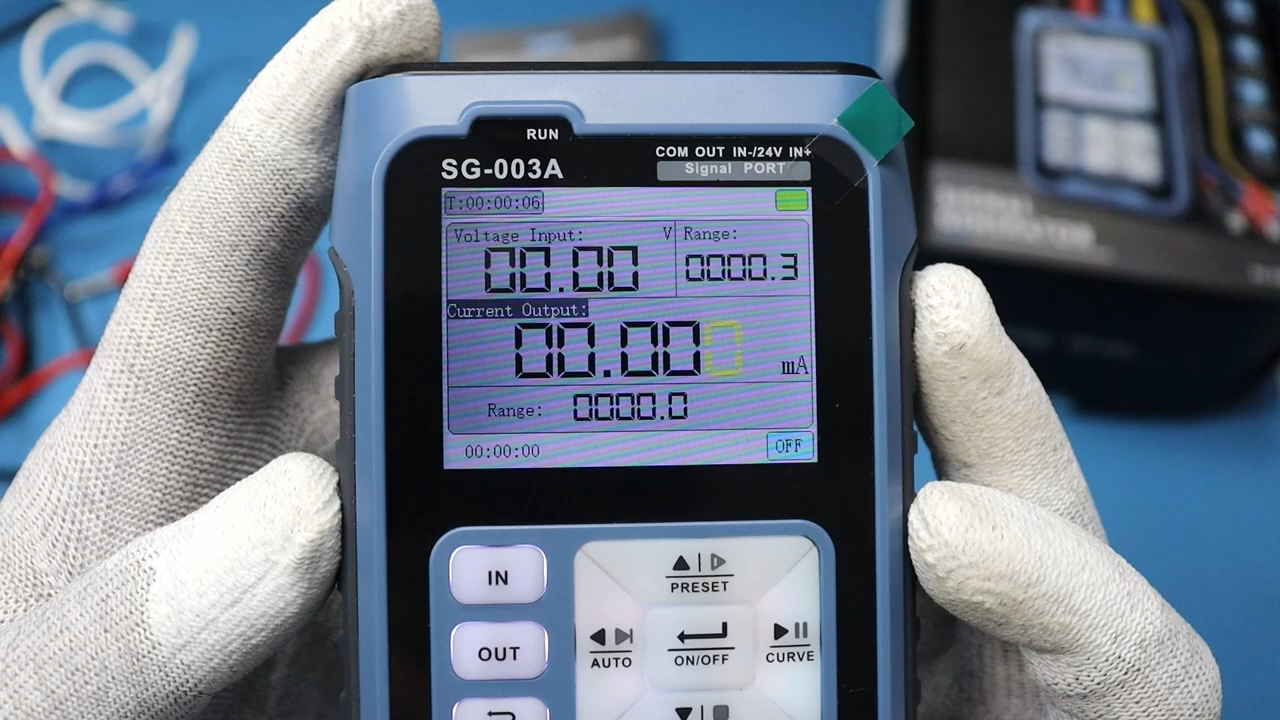 RUN
SG-003A
COM OUT IN-/24V IN+
Signal PORT
T:00:00:06
Voltage Input: V
00.00
Range:
0000.3
Current Output:
00.000 mA
Range: 0000.0
00:00:00 OFF
IN
PRESET
OUT
AUTO
ON/OFF
CURVE